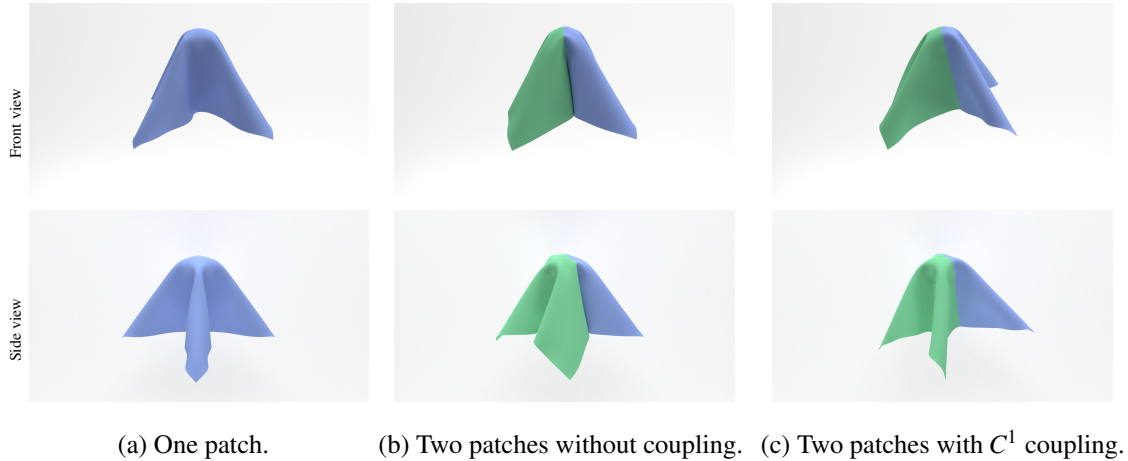 Front view
Side view
(a) One patch.
(b) Two patches without coupling.
(c) Two patches with C¹ coupling.